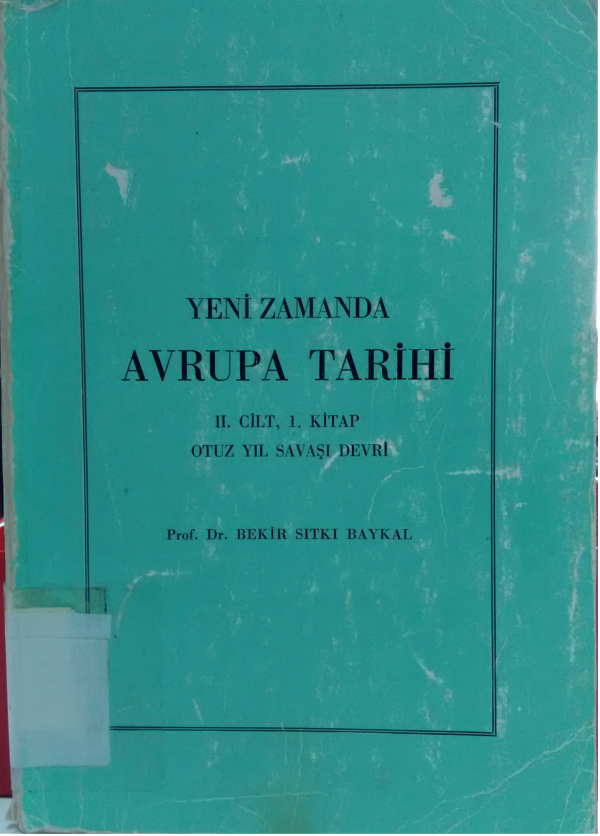 YENİ ZAMANDA
AVRUPA TARİHİ
II. CİLT, 1. KİTAP
OTUZ YIL SAVAŞI DEVRİ
Prof. Dr. BEKİR SITKI BAYKAL